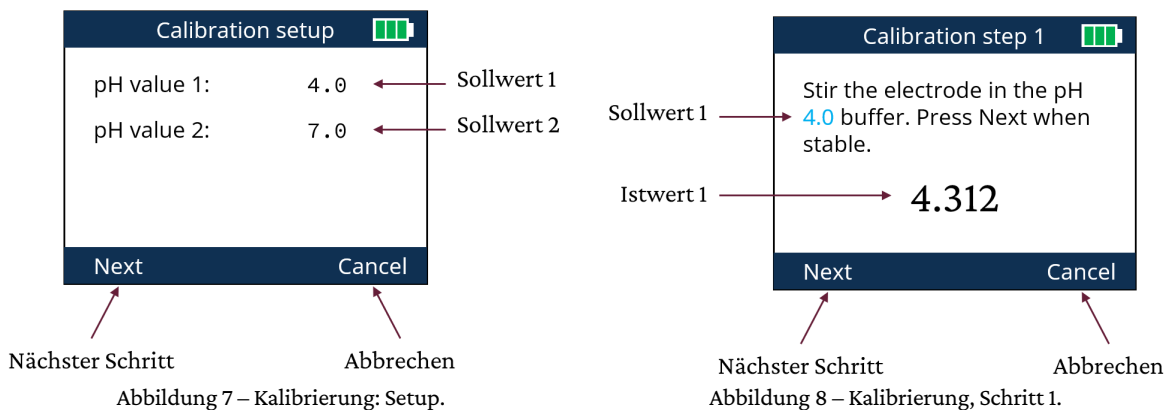 Calibration setup
pH value 1: 4.0
Sollwert 1
pH value 2: 7.0
Sollwert 2
Next Cancel
Nächster Schritt
Abbrechen
Abbildung 7 – Kalibrierung: Setup.
Calibration step 1
Stir the electrode in the pH
4.0 buffer. Press Next when
stable.
Sollwert 1
Istwert 1
4.312
Next Cancel
Nächster Schritt
Abbrechen
Abbildung 8 – Kalibrierung, Schritt 1.